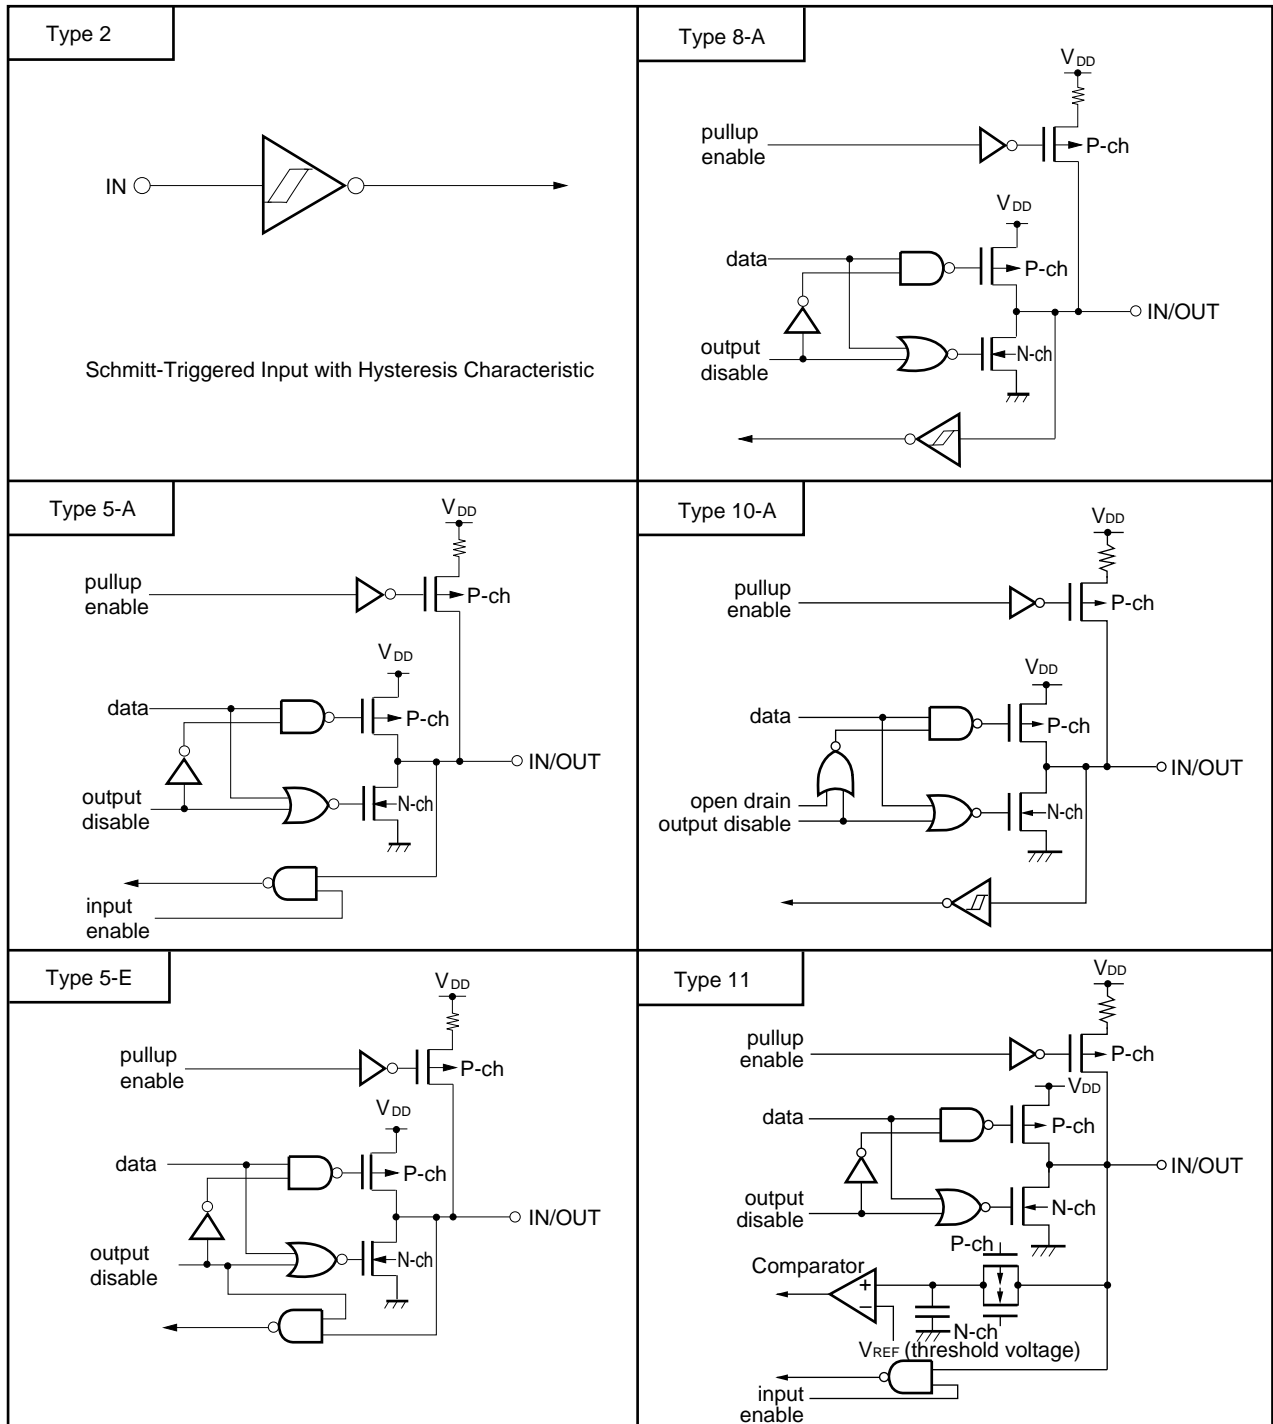 Type 2
IN
Schmitt-Triggered Input with Hysteresis Characteristic
Type 8-A
VDD
pullup
enable
P-ch
VDD
data
P-ch
IN/OUT
output
disable
N-ch
Type 5-A
VDD
pullup
enable
P-ch
VDD
data
P-ch
IN/OUT
output
disable
N-ch
input
enable
Type 10-A
VDD
pullup
enable
P-ch
VDD
data
P-ch
IN/OUT
open drain
output disable
N-ch
Type 5-E
VDD
pullup
enable
P-ch
VDD
data
P-ch
IN/OUT
output
disable
N-ch
Type 11
VDD
pullup
enable
P-ch
VDD
data
P-ch
IN/OUT
output
disable
N-ch
P-ch
Comparator
+
−
N-ch
VREF (threshold voltage)
input
enable